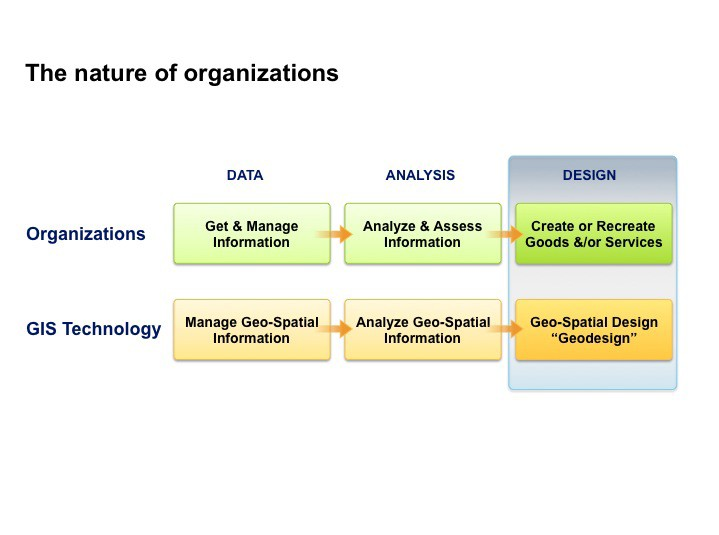 The nature of organizations
DATA
ANALYSIS
DESIGN
Organizations
Get & Manage
Information
Analyze & Assess
Information
Create or Recreate
Goods &/or Services
GIS Technology
Manage Geo-Spatial
Information
Analyze Geo-Spatial
Information
Geo-Spatial Design
“Geodesign”